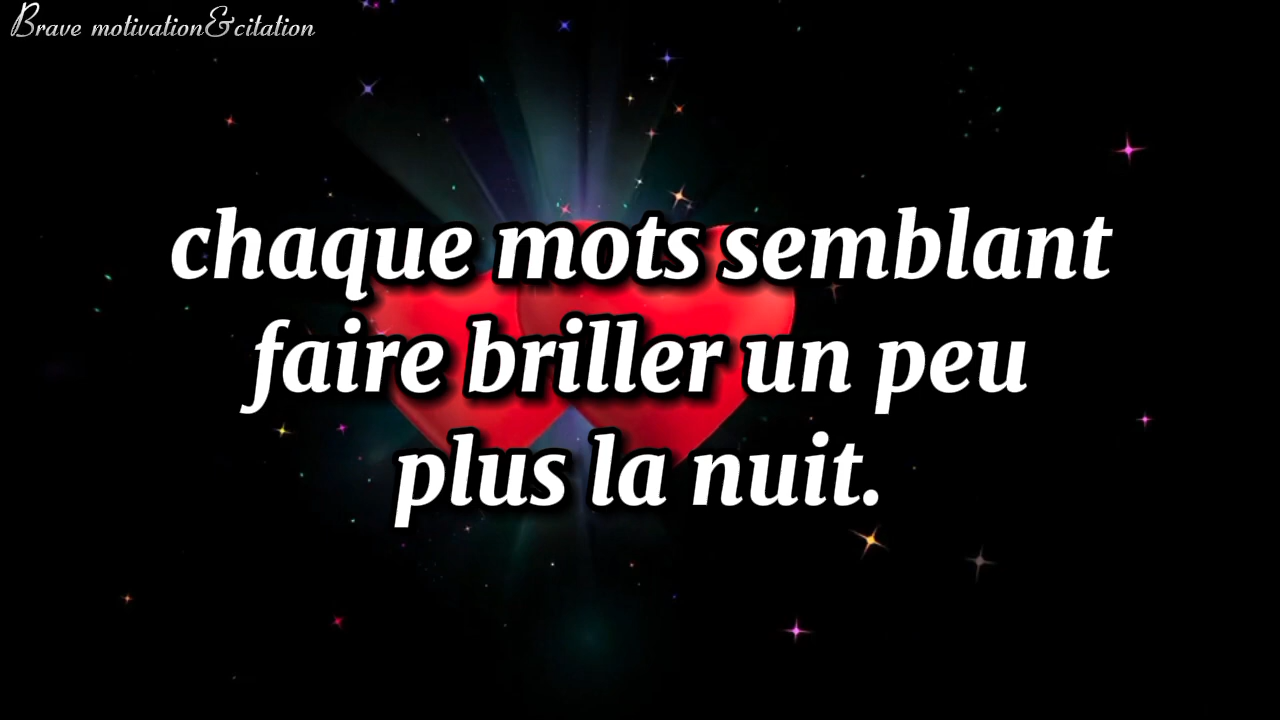 Brave motivation&citation
chaque mots semblant
faire briller un peu
plus la nuit.